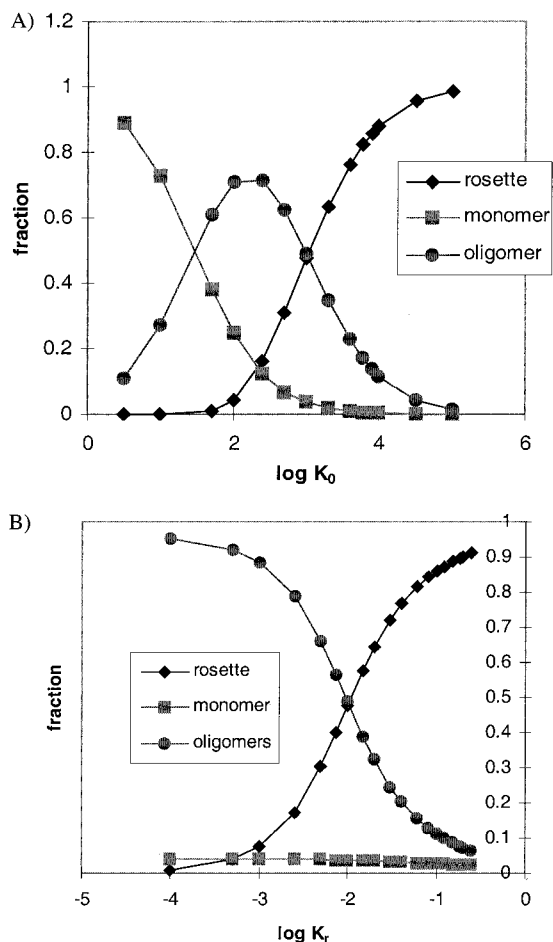 A)
1.2
1
0.8
0.6
0.4
0.2
0
fraction
0 2 4 6
log K₀
rosette
monomer
oligomer
B)
1
0.9
0.8
0.7
0.6
0.5
0.4
0.3
0.2
0.1
0
fraction
rosette
monomer
oligomers
-5 -4 -3 -2 -1 0
log Kᵣ